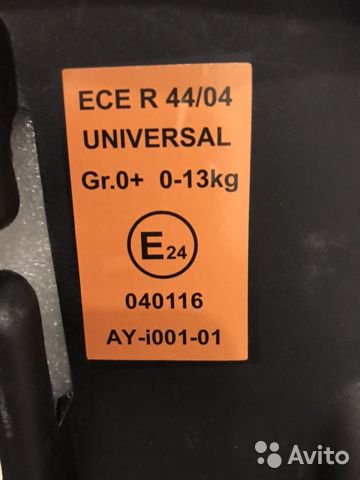 ECE R 44/04
UNIVERSAL
Gr.0+ 0-13kg
E24
040116
AY-i001-01
Avito